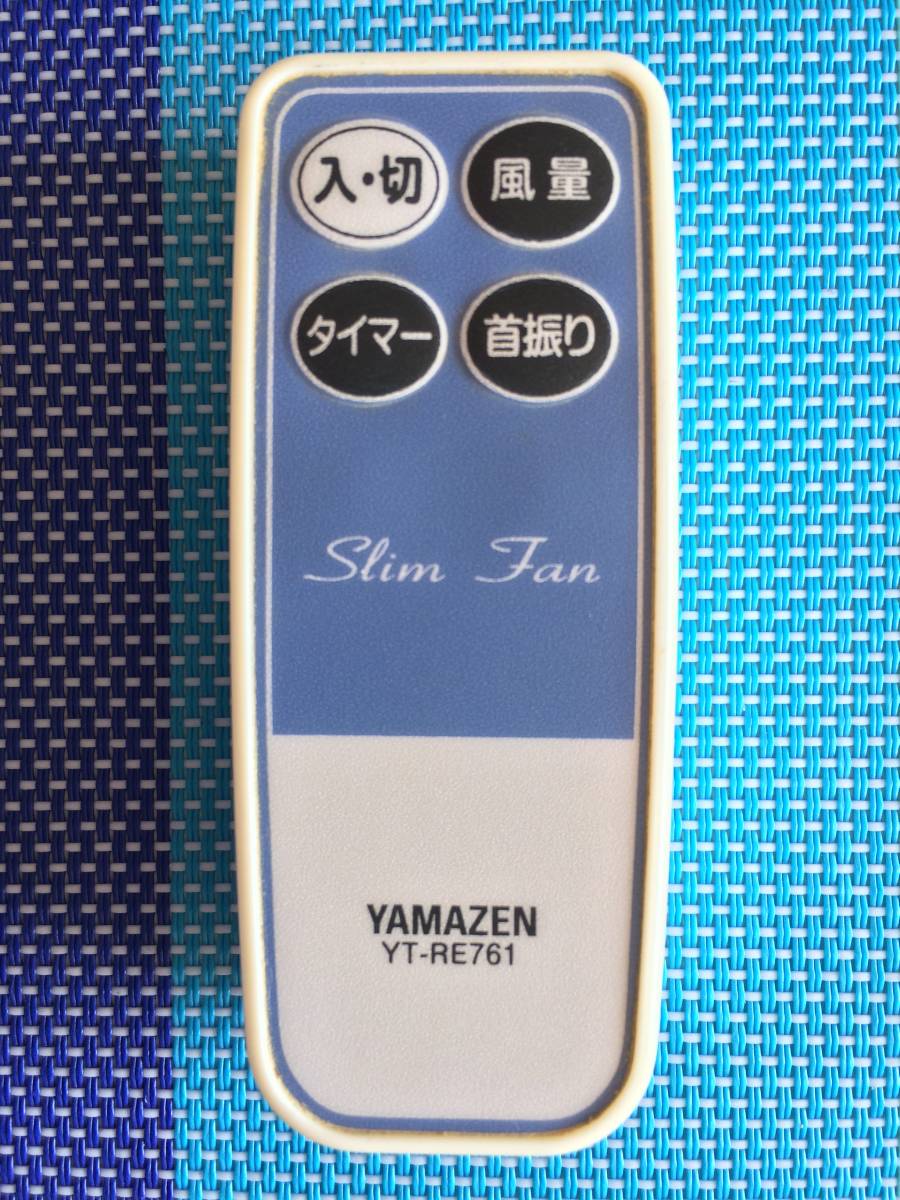 入・切
風量
タイマー
首振り
Slim Fan
YAMAZEN
YT-RE761